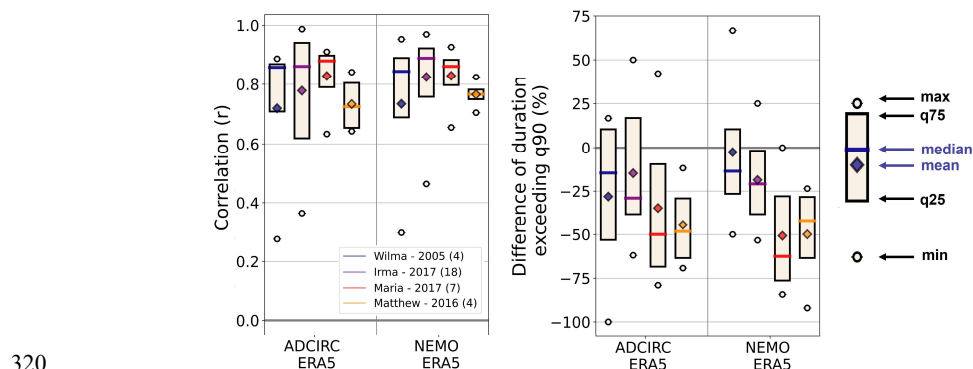 Correlation (r)
1.0
0.8
0.6
0.4
0.2
0.0
Wilma - 2005 (4)
Irma - 2017 (18)
Maria - 2017 (7)
Matthew - 2016 (4)
ADCIRC
ERA5
NEMO
ERA5
Difference of duration
exceeding q90 (%)
75
50
25
0
−25
−50
−75
−100
ADCIRC
ERA5
NEMO
ERA5
max
q75
median
mean
q25
min
320